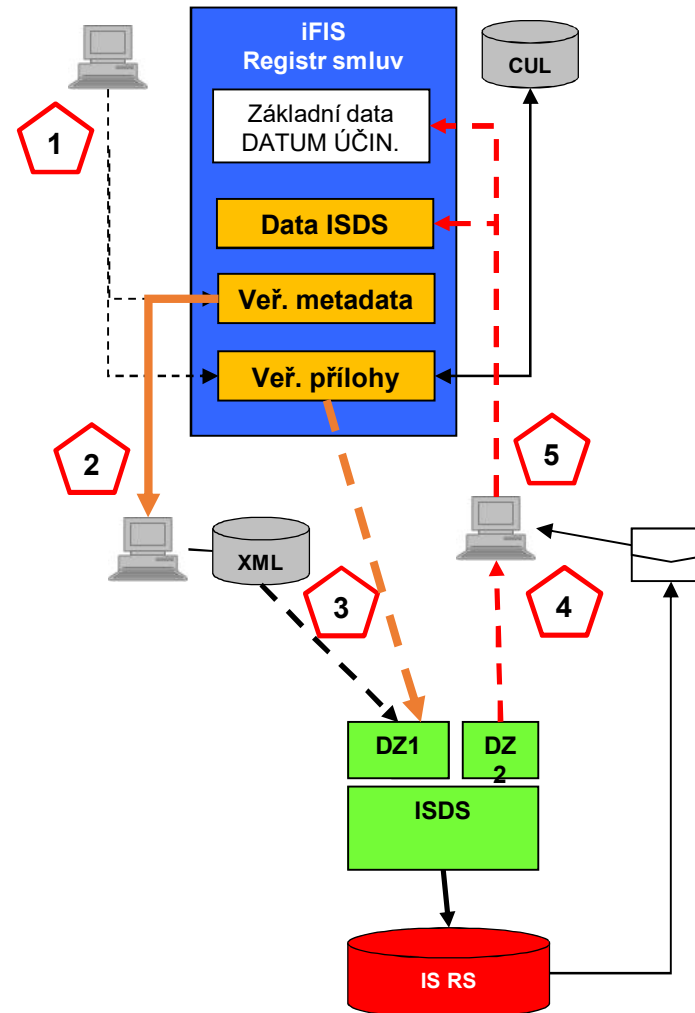 iFIS
Registr smluv
CUL
1
Základní data
DATUM ÚČIN.
Data ISDS
Veř. metadata
Veř. přílohy
2
5
XML
3
4
DZ1
DZ
2
ISDS
IS RS